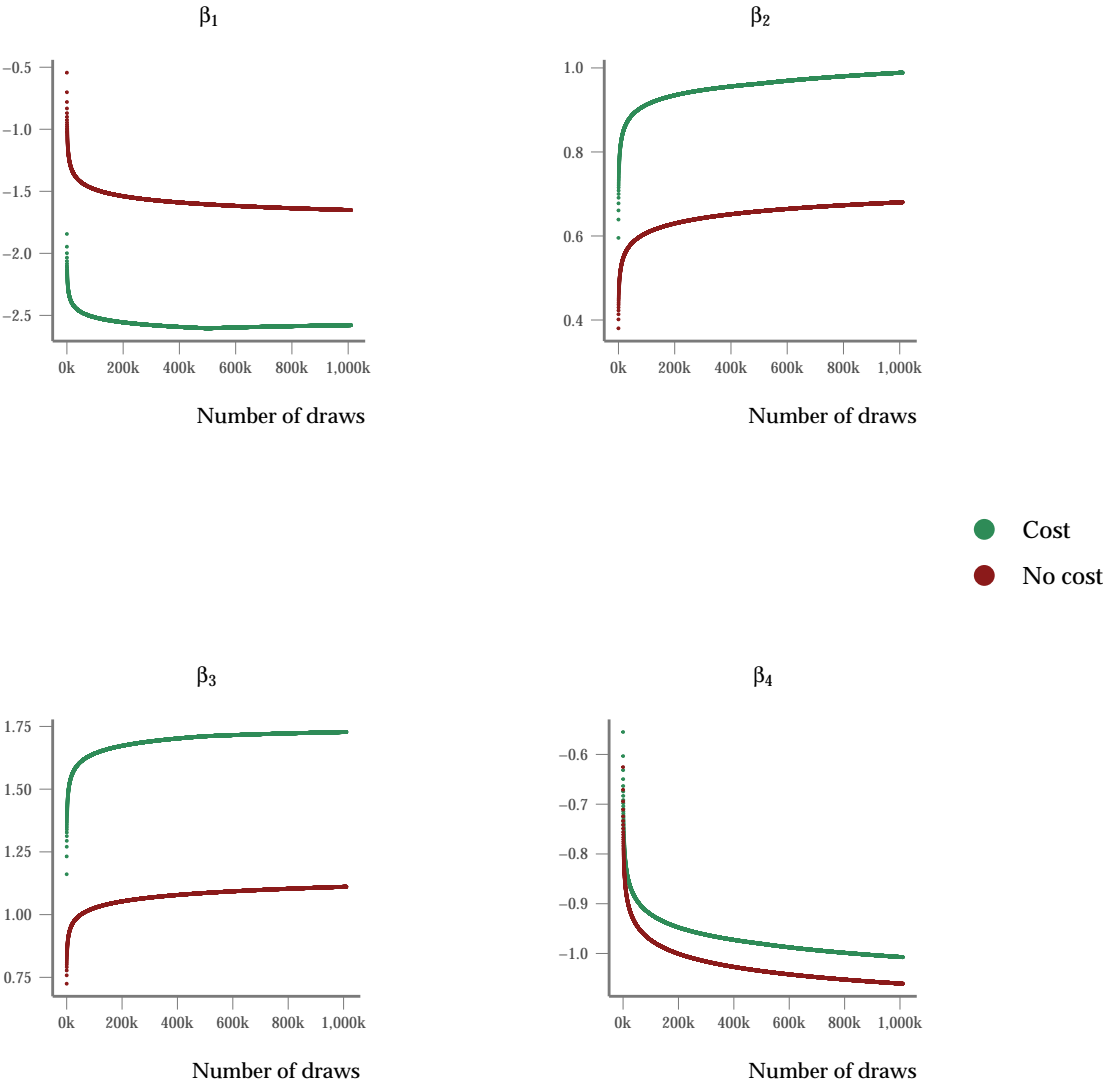 β₁
−0.5
−1.0
−1.5
−2.0
−2.5
0k 200k 400k 600k 800k 1,000k
Number of draws
β₂
1.0
0.8
0.6
0.4
0k 200k 400k 600k 800k 1,000k
Number of draws
Cost
No cost
β₃
1.75
1.50
1.25
1.00
0.75
0k 200k 400k 600k 800k 1,000k
Number of draws
β₄
−0.6
−0.7
−0.8
−0.9
−1.0
0k 200k 400k 600k 800k 1,000k
Number of draws